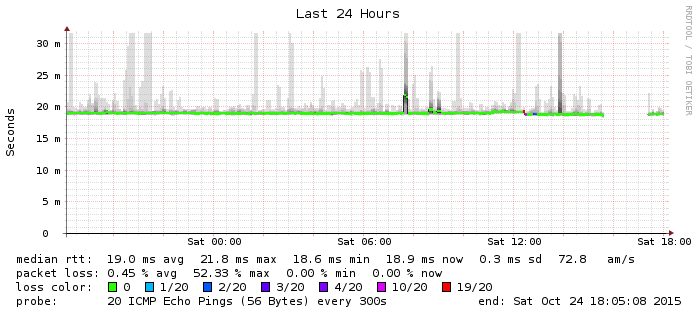 Last 24 Hours
RRDTOOL / TOBI OETIKER
Seconds
30 m
25 m
20 m
15 m
10 m
5 m
0
Sat 00:00 Sat 06:00 Sat 12:00 Sat 18:00
median rtt: 19.0 ms avg 21.8 ms max 18.6 ms min 18.9 ms now 0.3 ms sd 72.8 am/s
packet loss: 0.45 % avg 52.33 % max 0.00 % min 0.00 % now
loss color: 0 1/20 2/20 3/20 4/20 10/20 19/20
probe: 20 ICMP Echo Pings (56 Bytes) every 300s end: Sat Oct 24 18:05:08 2015